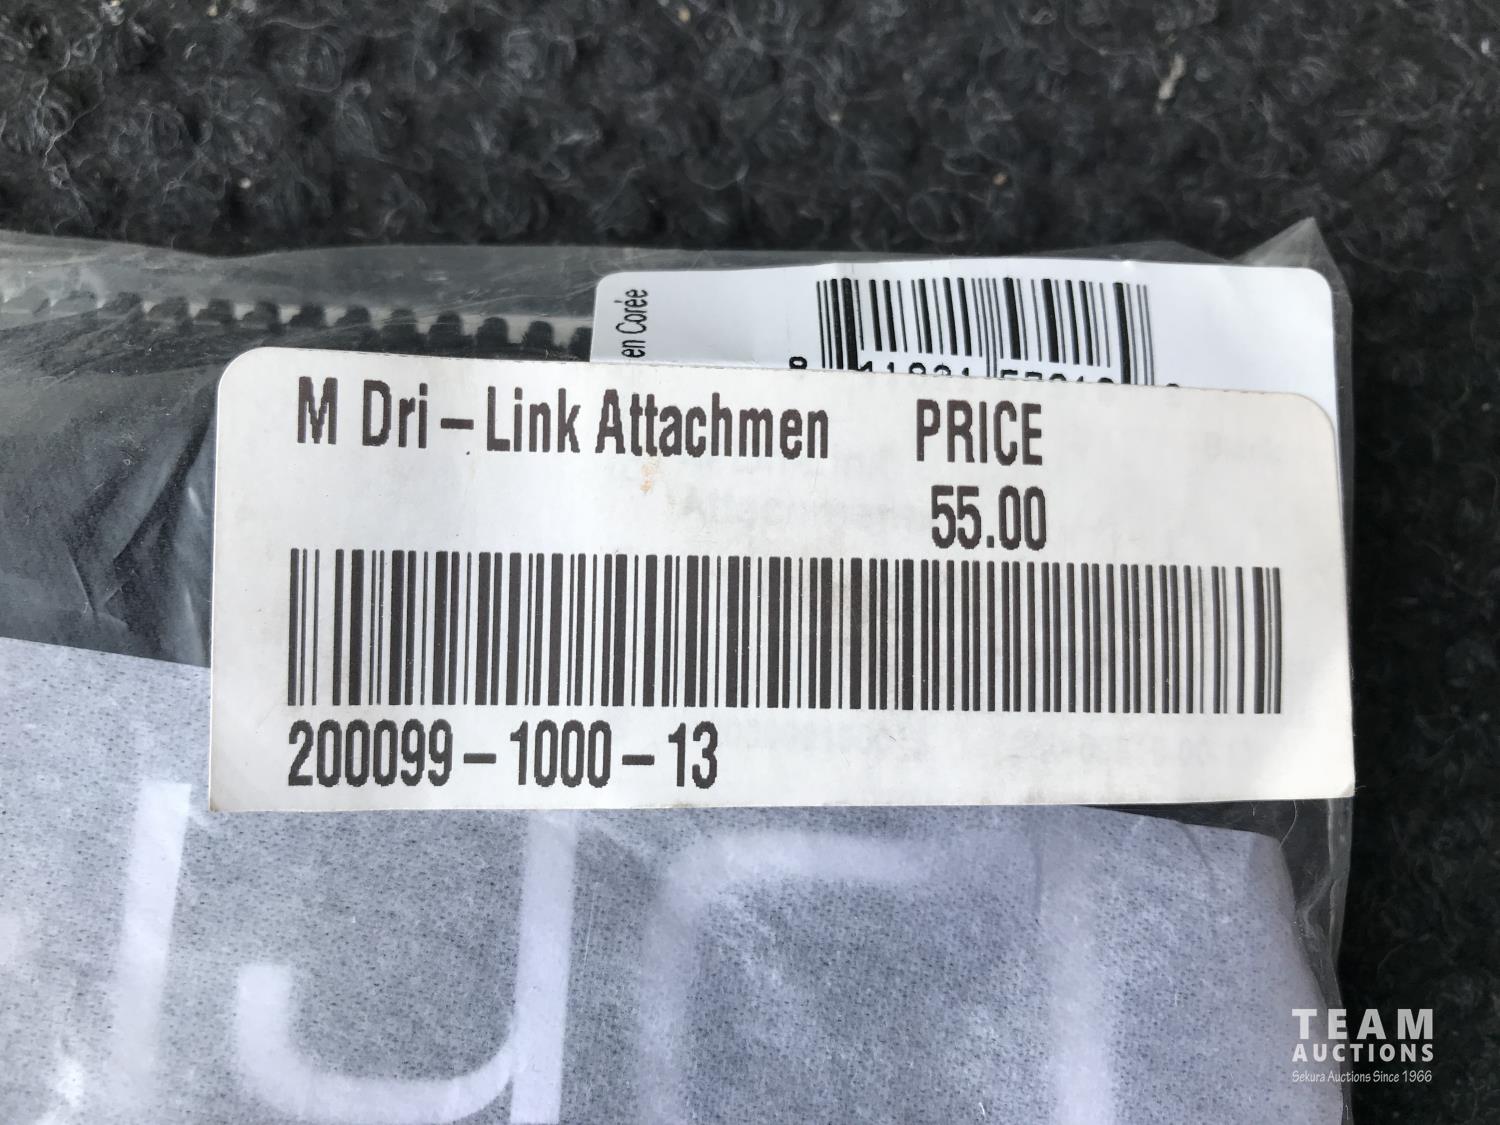 en Corée
M Dri-Link Attachmen PRICE
55.00
200099-1000-13
TEAM
AUCTIONS
Sekura Auctions Since 1966